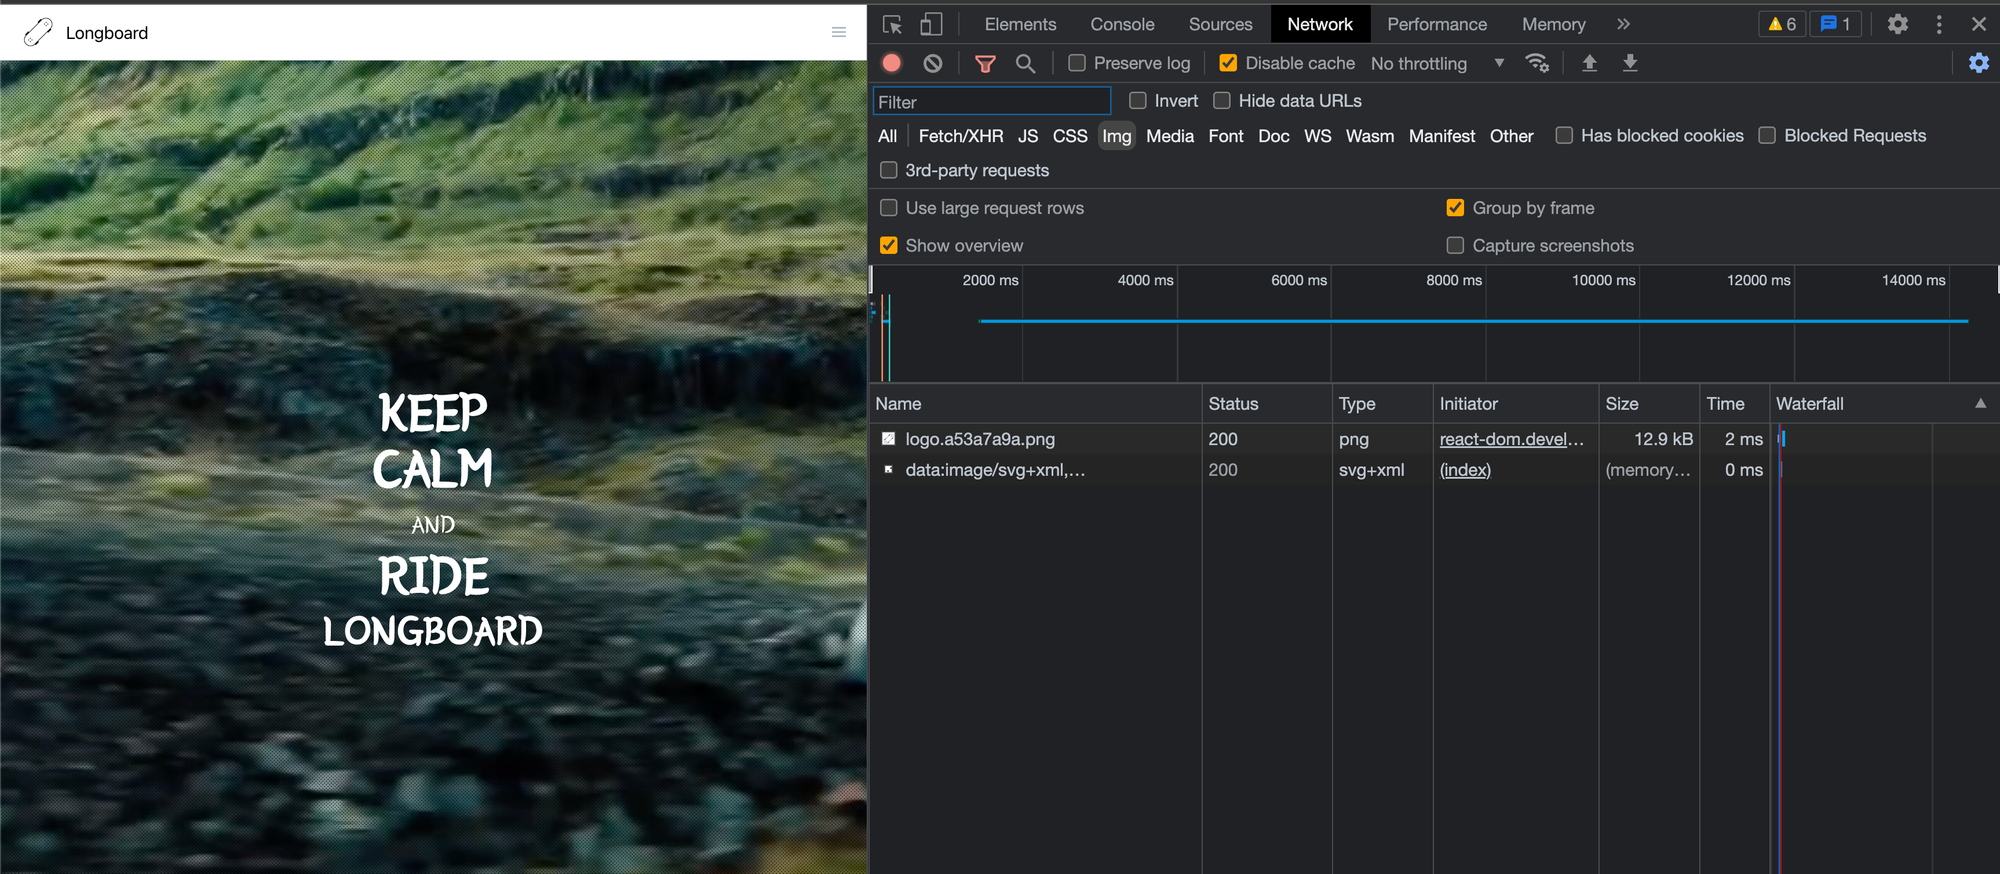 Longboard
KEEP
CALM
AND
RIDE
LONGBOARD
Elements Console Sources Network Performance Memory 6 1
Preserve log Disable cache No throttling
Filter Invert Hide data URLs
All Fetch/XHR JS CSS Img Media Font Doc WS Wasm Manifest Other Has blocked cookies Blocked Requests
3rd-party requests
Use large request rows Group by frame
Show overview Capture screenshots
2000 ms 4000 ms 6000 ms 8000 ms 10000 ms 12000 ms 14000 ms
Name Status Type Initiator Size Time Waterfall
logo.a53a7a9a.png 200 png react-dom.devel... 12.9 kB 2 ms
data:image/svg+xml,... 200 svg+xml (index) (memory... 0 ms